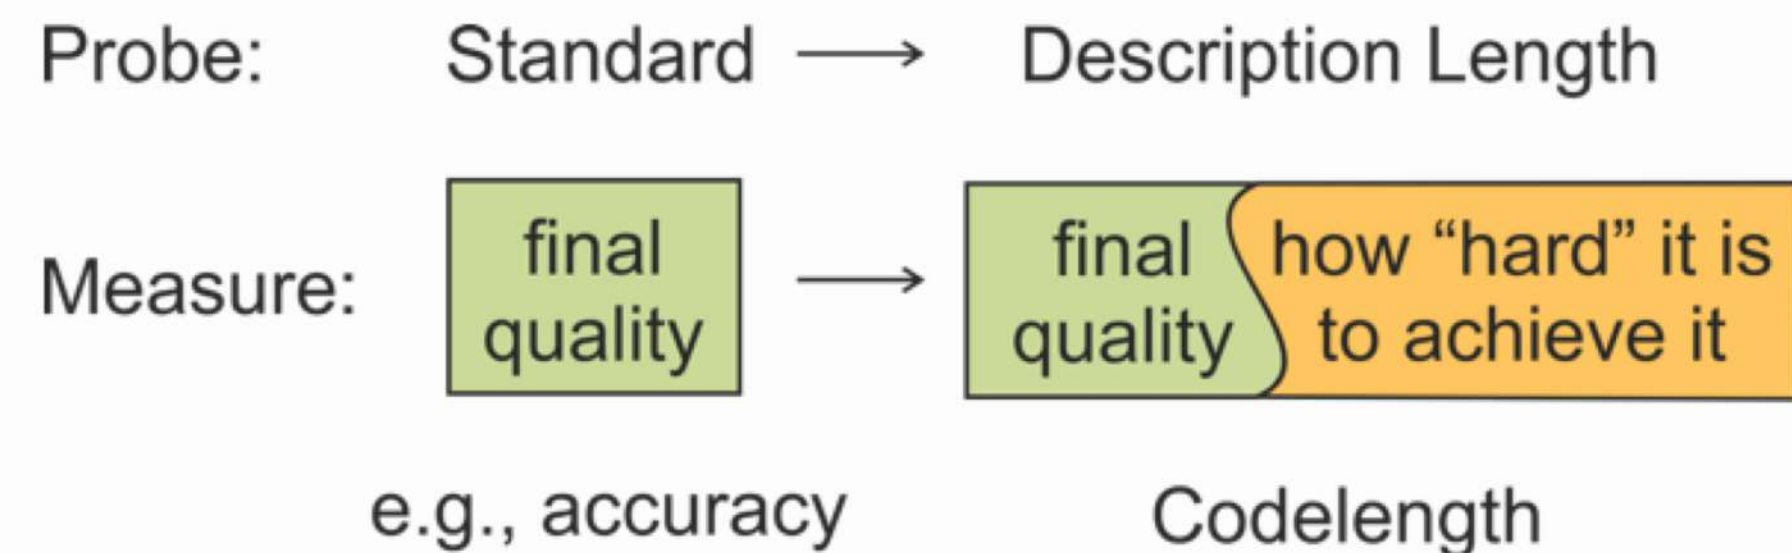 Probe: Standard → Description Length
Measure: final quality → final quality how “hard” it is to achieve it
e.g., accuracy Codelength